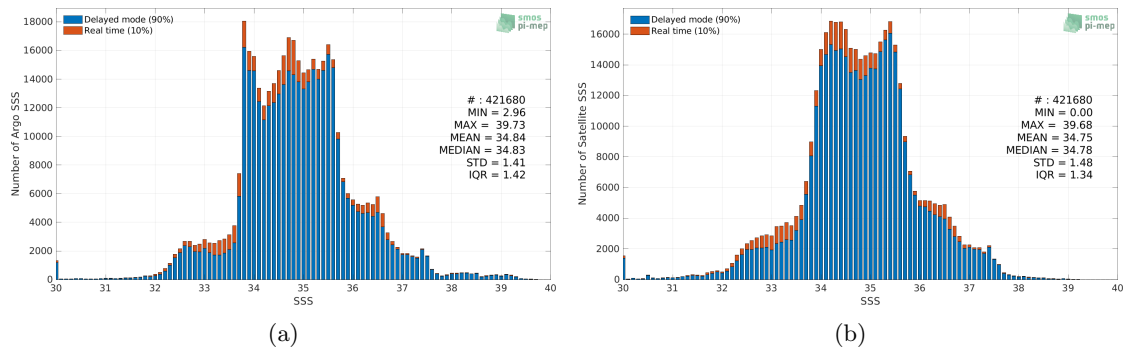 Delayed mode (90%)
Real time (10%)
smos
pi-mep
18000
16000
14000
12000
10000
8000
6000
4000
2000
0
Number of Argo SSS
# : 421680
MIN = 2.96
MAX = 39.73
MEAN = 34.84
MEDIAN = 34.83
STD = 1.41
IQR = 1.42
30 31 32 33 34 35 36 37 38 39 40
SSS
(a)
Delayed mode (90%)
Real time (10%)
smos
pi-mep
16000
14000
12000
10000
8000
6000
4000
2000
0
Number of Satellite SSS
# : 421680
MIN = 0.00
MAX = 39.68
MEAN = 34.75
MEDIAN = 34.78
STD = 1.48
IQR = 1.34
30 31 32 33 34 35 36 37 38 39 40
SSS
(b)